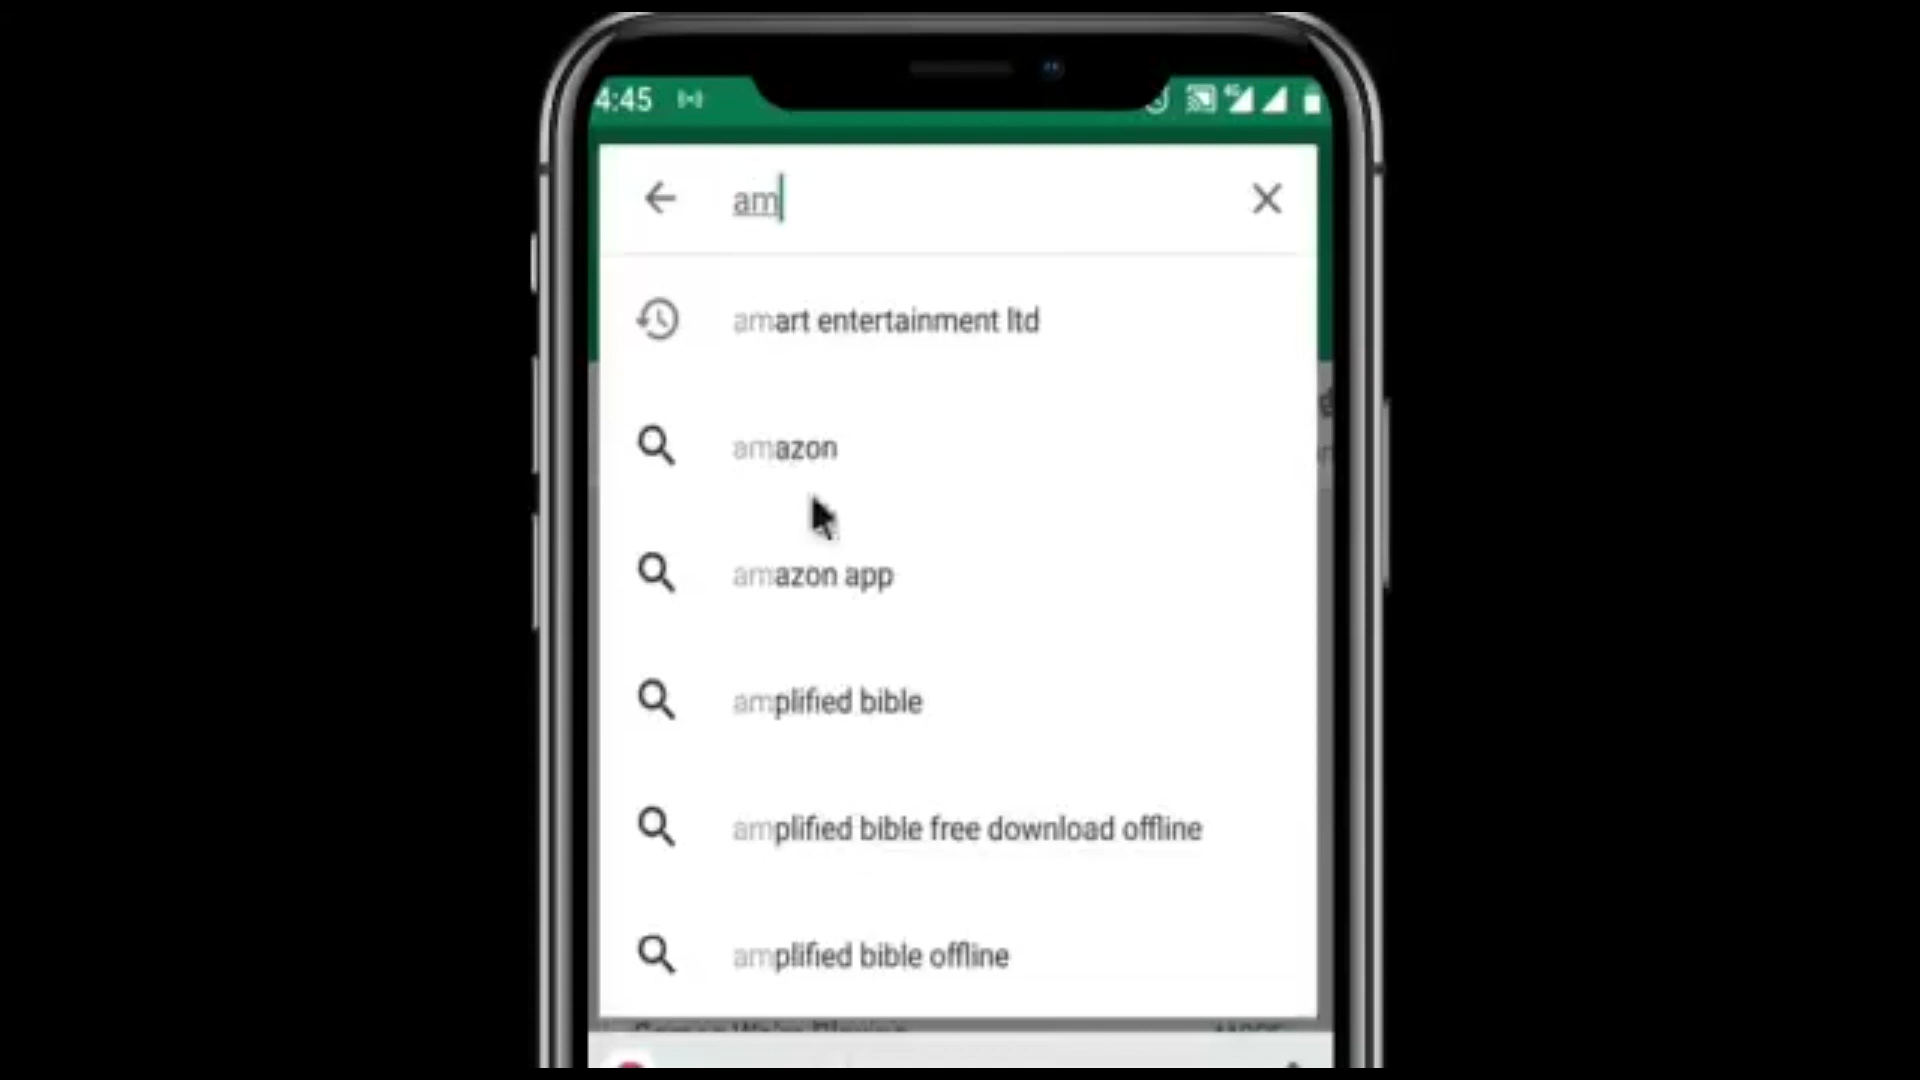 4:45
4G
am
amart entertainment ltd
amazon
amazon app
amplified bible
amplified bible free download offline
amplified bible offline